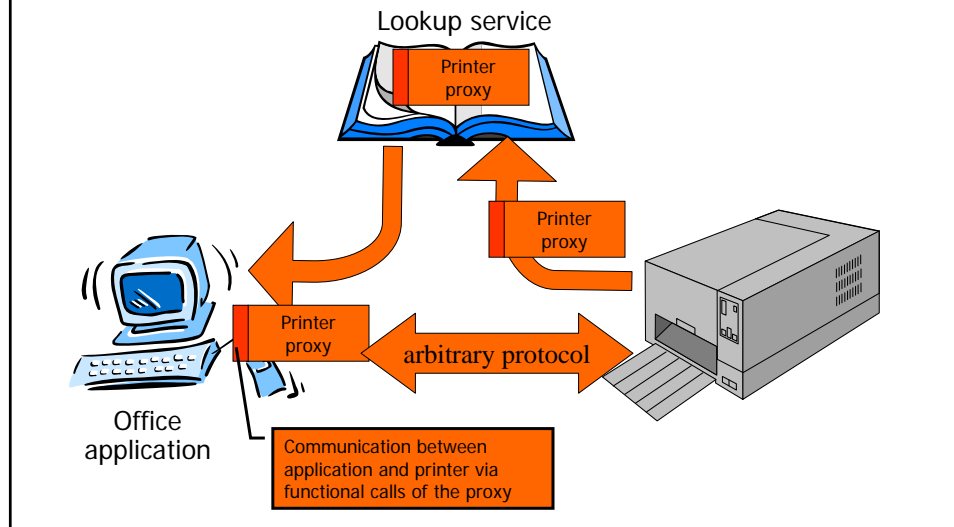 Lookup service
Printer
proxy
Printer
proxy
Printer
proxy
arbitrary protocol
Office
application
Communication between
application and printer via
functional calls of the proxy